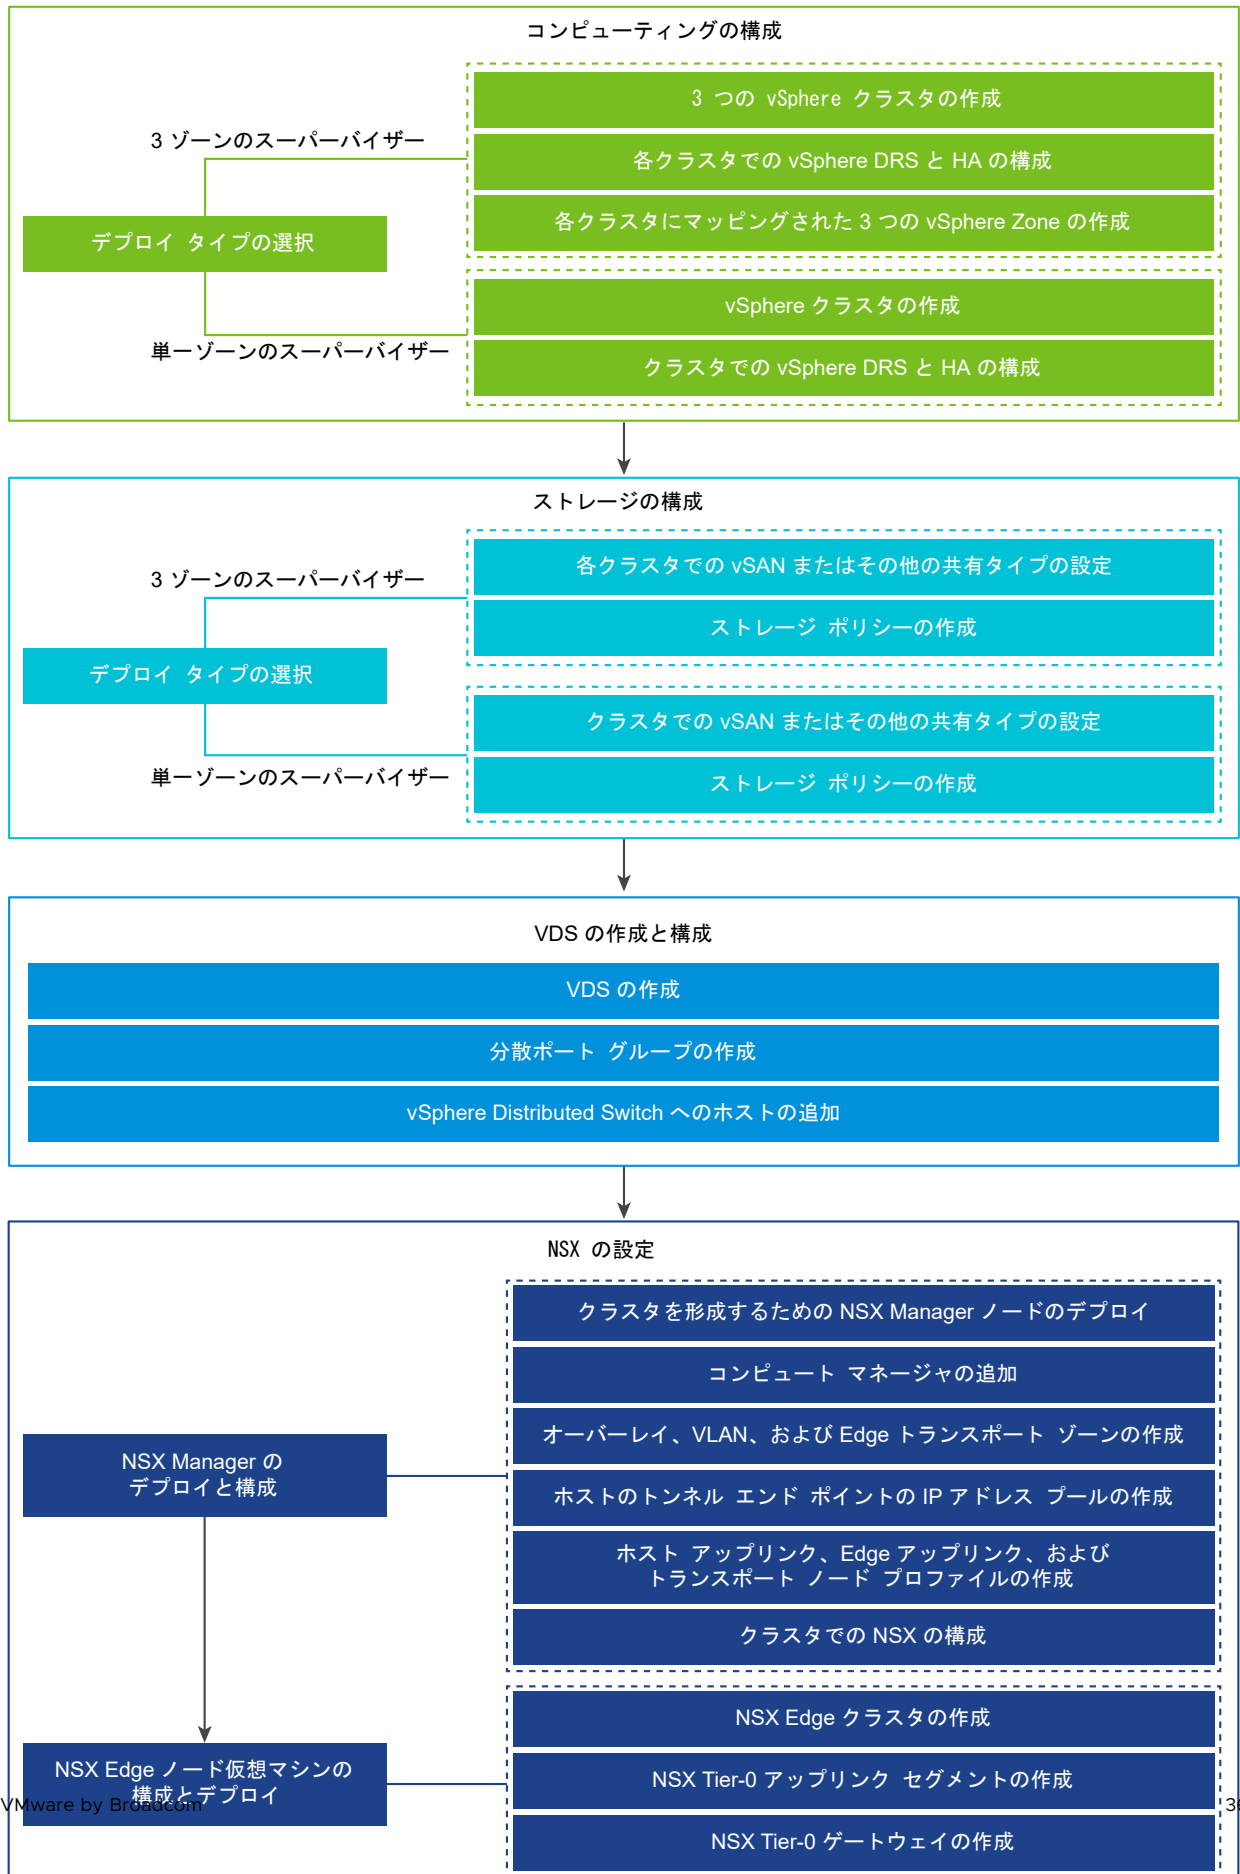 コンピューティングの構成
3 つの vSphere クラスタの作成
3 ゾーンのスーパーバイザー
各クラスタでの vSphere DRS と HA の構成
各クラスタにマッピングされた 3 つの vSphere Zone の作成
デプロイ タイプの選択
vSphere クラスタの作成
単一ゾーンのスーパーバイザー
クラスタでの vSphere DRS と HA の構成
ストレージの構成
各クラスタでの vSAN またはその他の共有タイプの設定
3 ゾーンのスーパーバイザー
ストレージ ポリシーの作成
デプロイ タイプの選択
クラスタでの vSAN またはその他の共有タイプの設定
単一ゾーンのスーパーバイザー
ストレージ ポリシーの作成
VDS の作成と構成
VDS の作成
分散ポート グループの作成
vSphere Distributed Switch へのホストの追加
NSX の設定
クラスタを形成するための NSX Manager ノードのデプロイ
コンピュート マネージャの追加
オーバーレイ、VLAN、および Edge トランスポート ゾーンの作成
NSX Manager の
デプロイと構成
ホストのトンネル エンド ポイントの IP アドレス プールの作成
ホスト アップリンク、Edge アップリンク、および
トランスポート ノード プロファイルの作成
クラスタでの NSX の構成
NSX Edge クラスタの作成
NSX Edge ノード仮想マシンの
構成とデプロイ
NSX Tier-0 アップリンク セグメントの作成
VMware by Broadcom
NSX Tier-0 ゲートウェイの作成